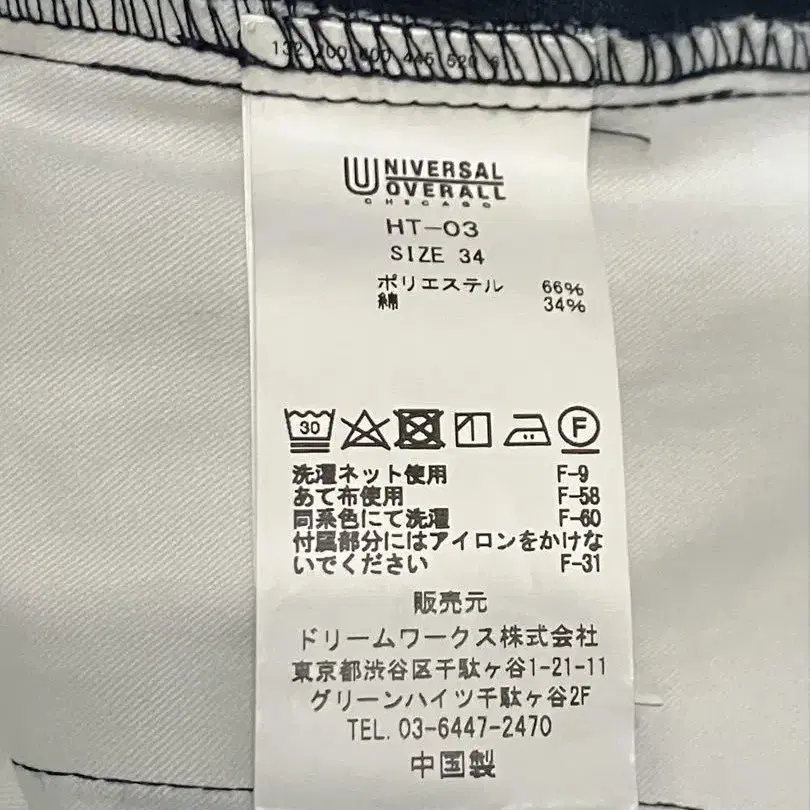 UNIVERSAL
OVERALL
CHICAGO
HT-03
SIZE 34
ポリエステル 66%
綿 34%
30 F
洗濯ネット使用 F-9
あて布使用 F-58
同系色にて洗濯 F-60
付属部分にはアイロンをかけな
いでください F-31
販売元
ドリームワークス株式会社
東京都渋谷区千駄ヶ谷1-21-11
グリーンハイツ千駄ヶ谷2F
TEL. 03-6447-2470
中国製